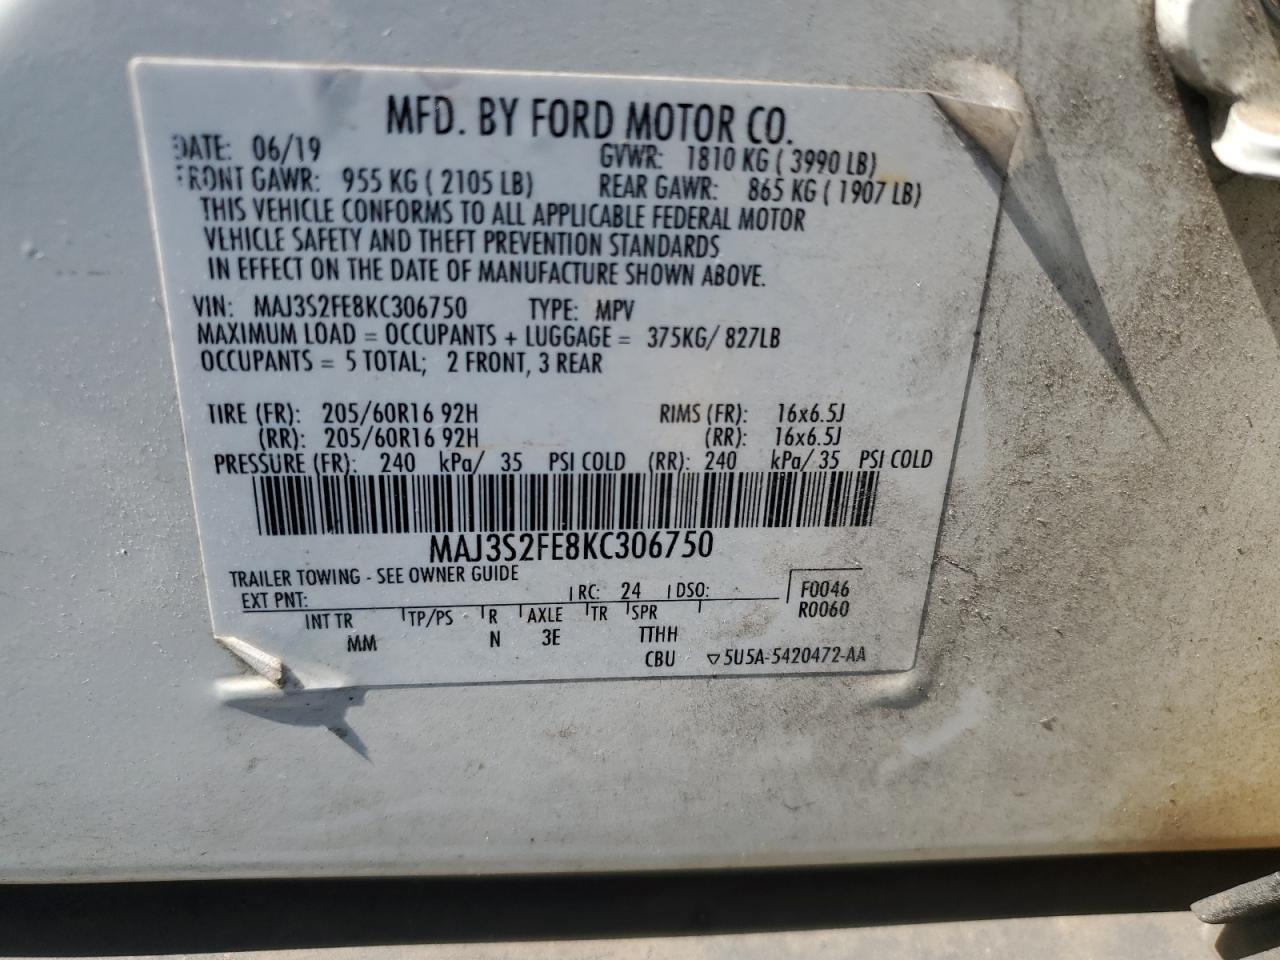 MFD. BY FORD MOTOR CO.
DATE: 06/19 GVWR: 1810 KG ( 3990 LB)
FRONT GAWR: 955 KG ( 2105 LB) REAR GAWR: 865 KG ( 1907 LB)
THIS VEHICLE CONFORMS TO ALL APPLICABLE FEDERAL MOTOR
VEHICLE SAFETY AND THEFT PREVENTION STANDARDS
IN EFFECT ON THE DATE OF MANUFACTURE SHOWN ABOVE.
VIN: MAJ3S2FE8KC306750 TYPE: MPV
MAXIMUM LOAD = OCCUPANTS + LUGGAGE = 375KG/ 827LB
OCCUPANTS = 5 TOTAL; 2 FRONT, 3 REAR
TIRE (FR): 205/60R16 92H RIMS (FR): 16x6.5J
(RR): 205/60R16 92H (RR): 16x6.5J
PRESSURE (FR): 240 kPa/ 35 PSI COLD (RR): 240 kPa/ 35 PSI COLD
MAJ3S2FE8KC306750
TRAILER TOWING - SEE OWNER GUIDE
EXT PNT: RC: 24 DSO: F0046
INT TR TP/PS R AXLE TR SPR R0060
MM N 3E TTHH
CBU ▽5U5A-5420472-AA